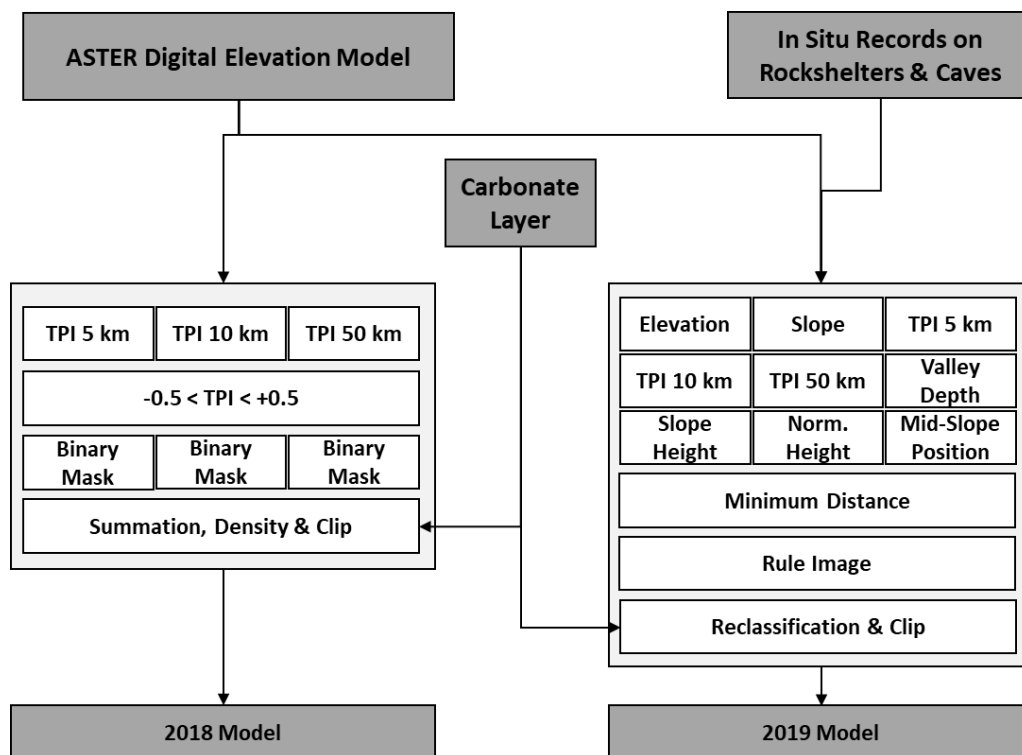 ASTER Digital Elevation Model
In Situ Records on
Rockshelters & Caves
Carbonate
Layer
TPI 5 km
TPI 10 km
TPI 50 km
-0.5 < TPI < +0.5
Binary
Mask
Binary
Mask
Binary
Mask
Summation, Density & Clip
2018 Model
Elevation
Slope
TPI 5 km
TPI 10 km
TPI 50 km
Valley
Depth
Slope
Height
Norm.
Height
Mid-Slope
Position
Minimum Distance
Rule Image
Reclassification & Clip
2019 Model